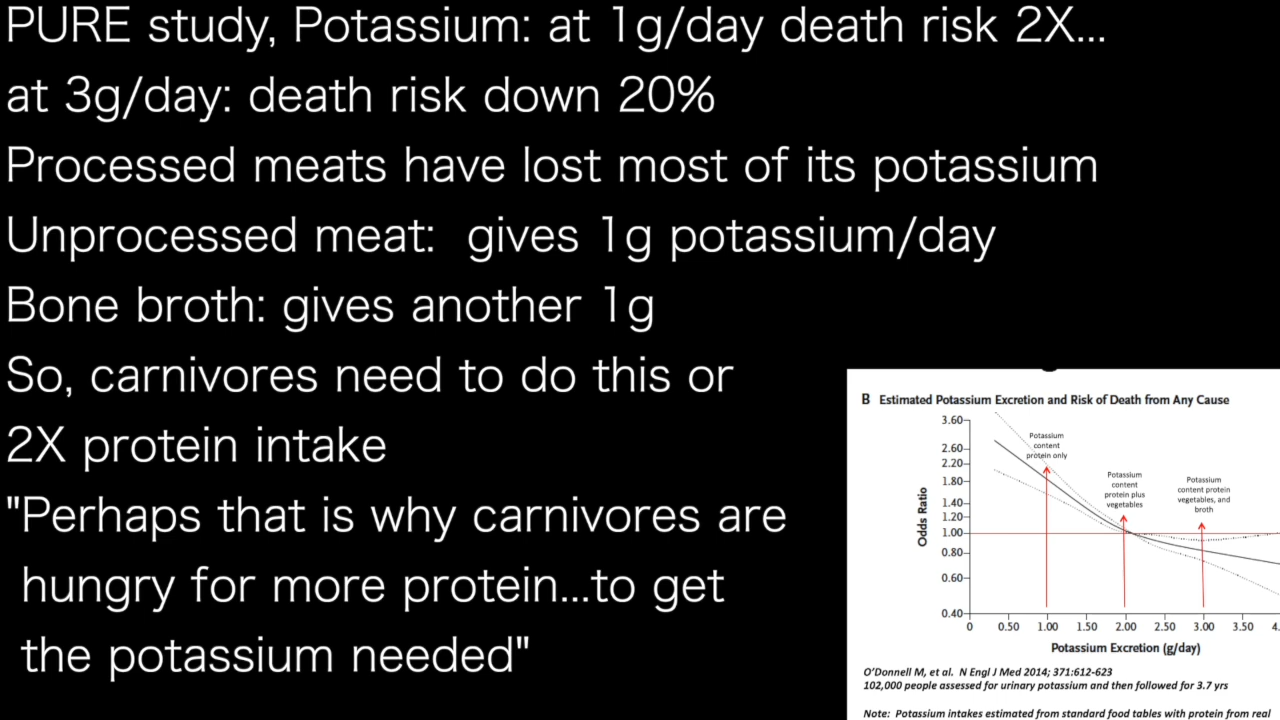 PURE study, Potassium: at 1g/day death risk 2X...
at 3g/day: death risk down 20%
Processed meats have lost most of its potassium
Unprocessed meat:  gives 1g potassium/day
Bone broth: gives another 1g
So, carnivores need to do this or
2X protein intake
"Perhaps that is why carnivores are
hungry for more protein...to get
the potassium needed"
B Estimated Potassium Excretion and Risk of Death from Any Cause
3.60
2.60
2.20
1.80
1.40
1.20
1.00
0.80
0.60
0.40
Odds Ratio
Potassium
content
protein only
Potassium
content
protein plus
vegetables
Potassium
content protein
vegetables, and
broth
0 0.50 1.00 1.50 2.00 2.50 3.00 3.50 4.
Potassium Excretion (g/day)
O'Donnell M, et al. N Engl J Med 2014; 371:612-623
102,000 people assessed for urinary potassium and then followed for 3.7 yrs
Note: Potassium intakes estimated from standard food tables with protein from real